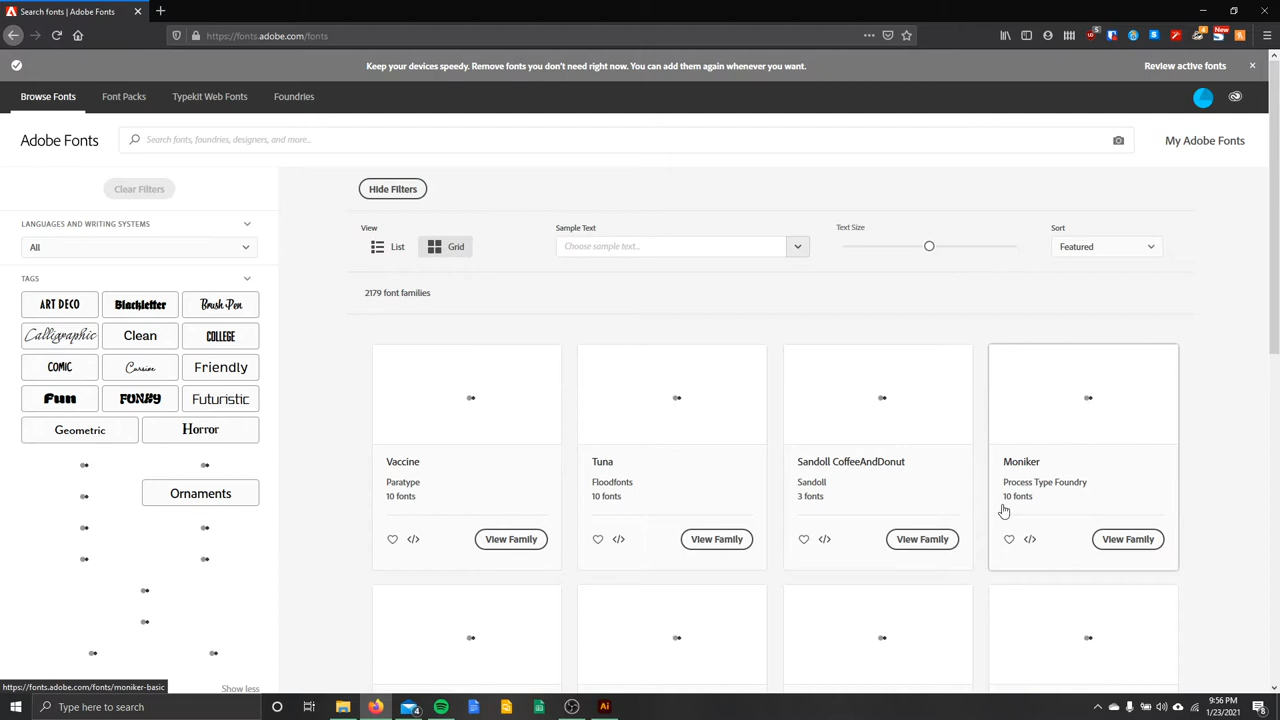 Search fonts | Adobe Fonts
https://fonts.adobe.com/fonts
5
4
New
Keep your devices speedy. Remove fonts you don't need right now. You can add them again whenever you want.
Review active fonts
Browse Fonts
Font Packs
Typekit Web Fonts
Foundries
Adobe Fonts
Search fonts, foundries, designers, and more...
My Adobe Fonts
Clear Filters
Hide Filters
LANGUAGES AND WRITING SYSTEMS
All
View
List
Grid
Sample Text
Choose sample text...
Text Size
Sort
Featured
TAGS
ART DECO
Blackletter
Brush Pen
Calligraphic
Clean
COLLEGE
COMIC
Cursive
Friendly
Fun
FUNKY
Futuristic
Geometric
Horror
Ornaments
Show less
2179 font families
Vaccine
Paratype
10 fonts
View Family
Tuna
Floodfonts
10 fonts
View Family
Sandoll CoffeeAndDonut
Sandoll
3 fonts
View Family
Moniker
Process Type Foundry
10 fonts
View Family
https://fonts.adobe.com/fonts/moniker-basic
Type here to search
4
Ai
9:56 PM
1/23/2021
8